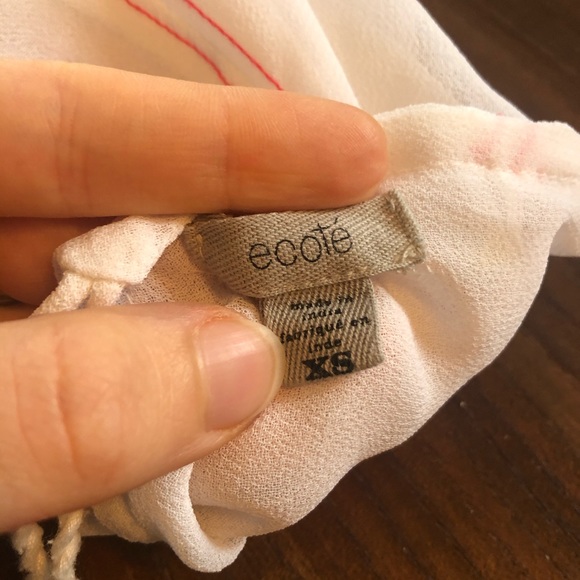 ecoté
made in
india
fabriqué en
inde
XS